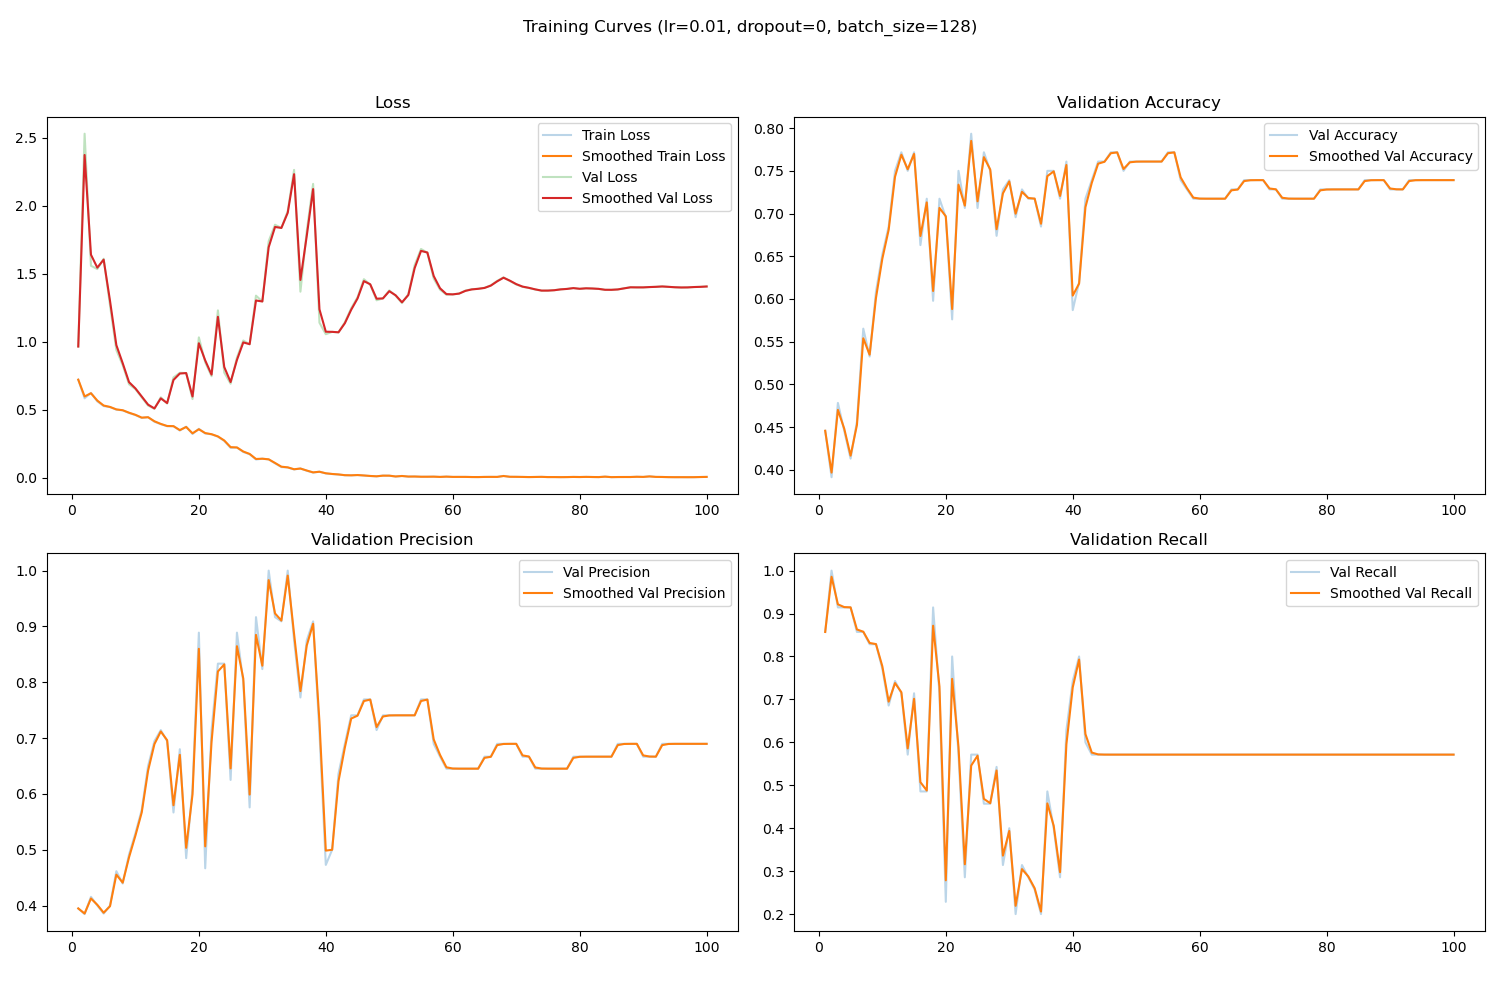 Training Curves (lr=0.01, dropout=0, batch_size=128)
Loss
Train Loss
Smoothed Train Loss
Val Loss
Smoothed Val Loss
2.5
2.0
1.5
1.0
0.5
0.0
0 20 40 60 80 100
Validation Accuracy
Val Accuracy
Smoothed Val Accuracy
0.80
0.75
0.70
0.65
0.60
0.55
0.50
0.45
0.40
0 20 40 60 80 100
Validation Precision
Val Precision
Smoothed Val Precision
1.0
0.9
0.8
0.7
0.6
0.5
0.4
0 20 40 60 80 100
Validation Recall
Val Recall
Smoothed Val Recall
1.0
0.9
0.8
0.7
0.6
0.5
0.4
0.3
0.2
0 20 40 60 80 100